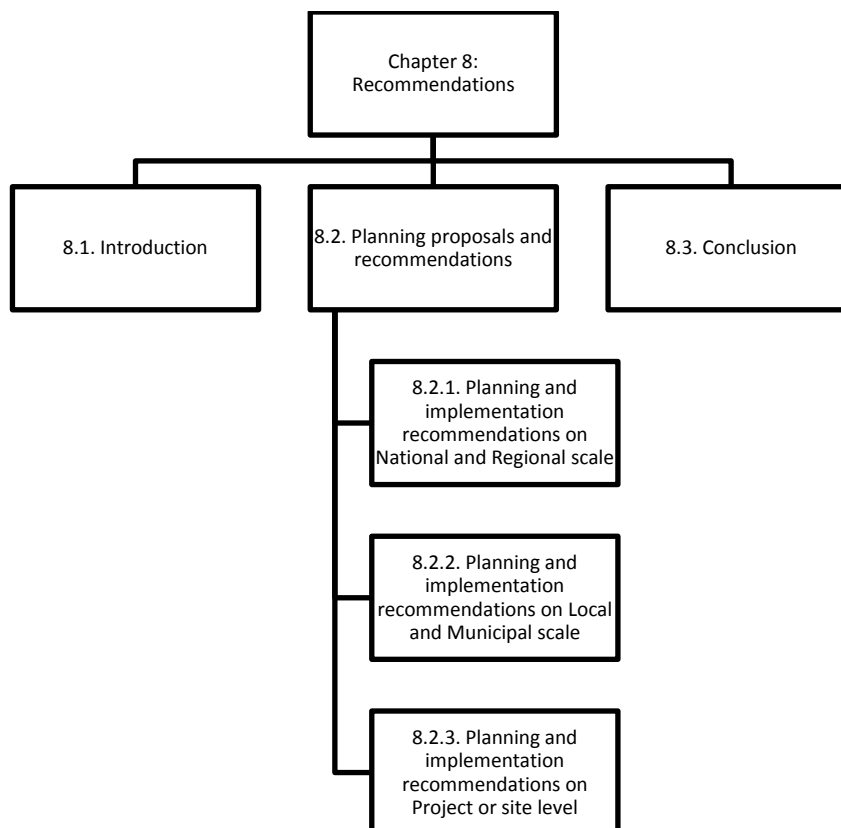 Chapter 8:
Recommendations
8.1. Introduction
8.2. Planning proposals and
recommendations
8.3. Conclusion
8.2.1. Planning and
implementation
recommendations on
National and Regional scale
8.2.2. Planning and
implementation
recommendations on Local
and Municipal scale
8.2.3. Planning and
implementation
recommendations on
Project or site level